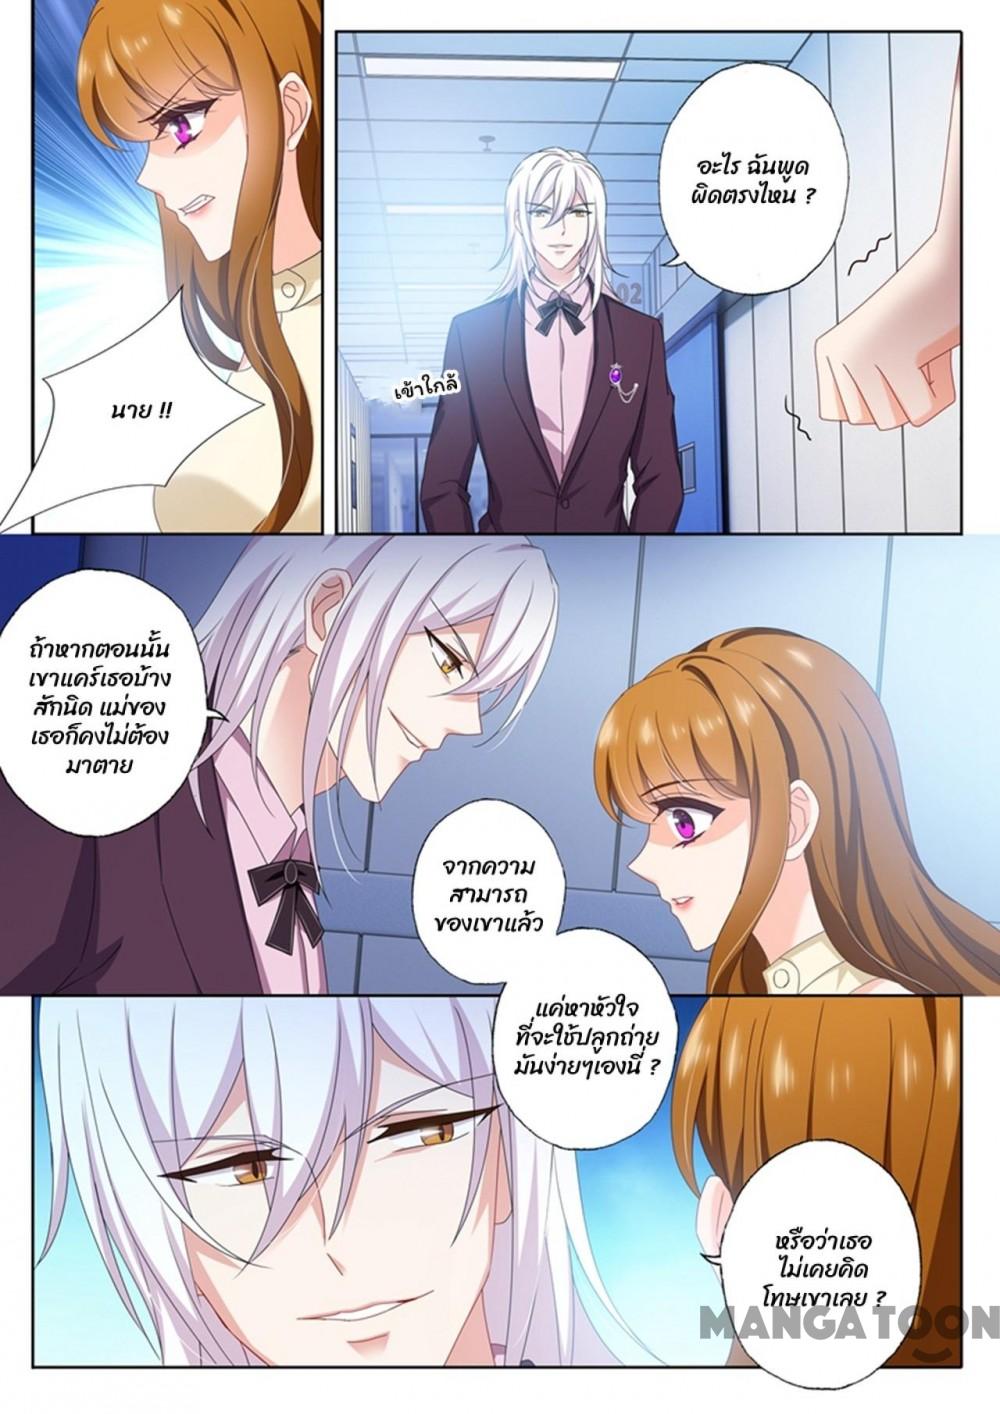 นาย !!
อะไร ฉันพูด
ผิดตรงไหน ?
02
เข้าใกล้
ถ้าหากตอนนั้น
เขาแคร์เธอบ้าง
สักนิด แม่ของ
เธอก็คงไม่ต้อง
มาตาย
จากความ
สามารถ
ของเขาแล้ว
แค่หาหัวใจ
ที่จะใช้ปลูกถ่าย
มันง่ายๆเองนี่ ?
หรือว่าเธอ
ไม่เคยคิด
โทษเขาเลย ?
MANGATOON